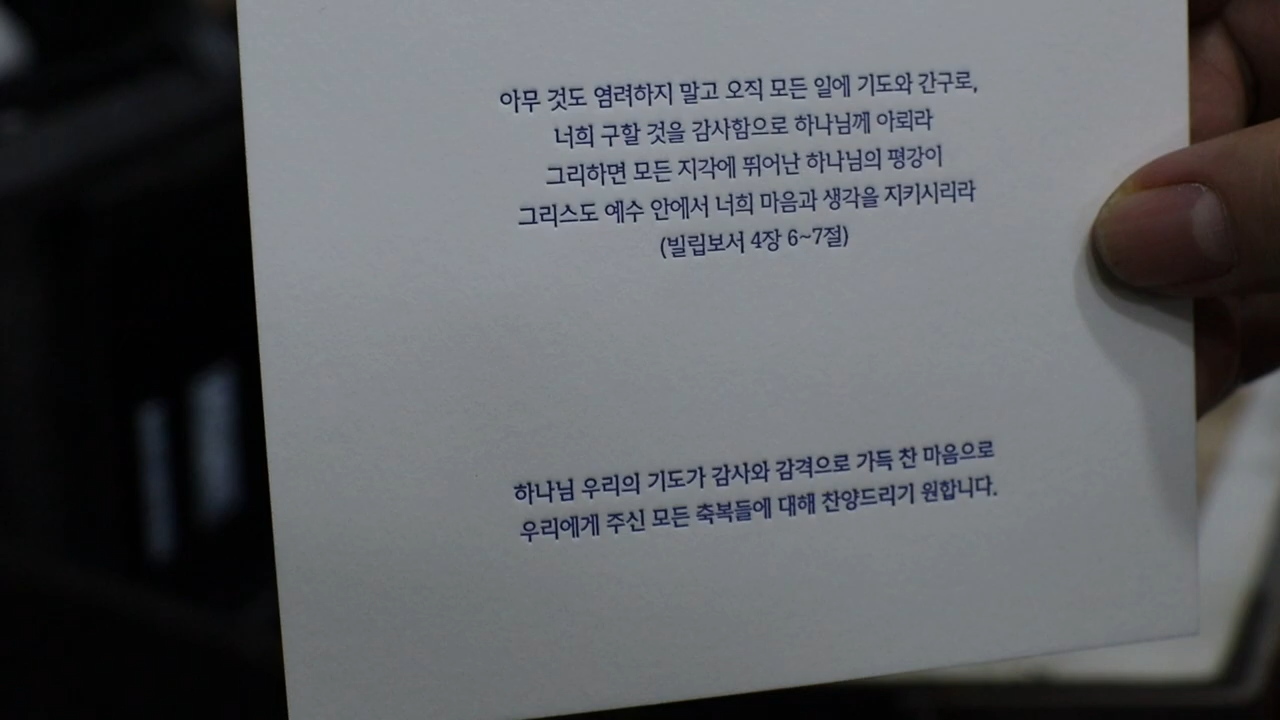 아무 것도 염려하지 말고 오직 모든 일에 기도와 간구로,
너희 구할 것을 감사함으로 하나님께 아뢰라
그리하면 모든 지각에 뛰어난 하나님의 평강이
그리스도 예수 안에서 너희 마음과 생각을 지키시리라
(빌립보서 4장 6~7절)
하나님 우리의 기도가 감사와 감격으로 가득 찬 마음으로
우리에게 주신 모든 축복들에 대해 찬양드리기 원합니다.